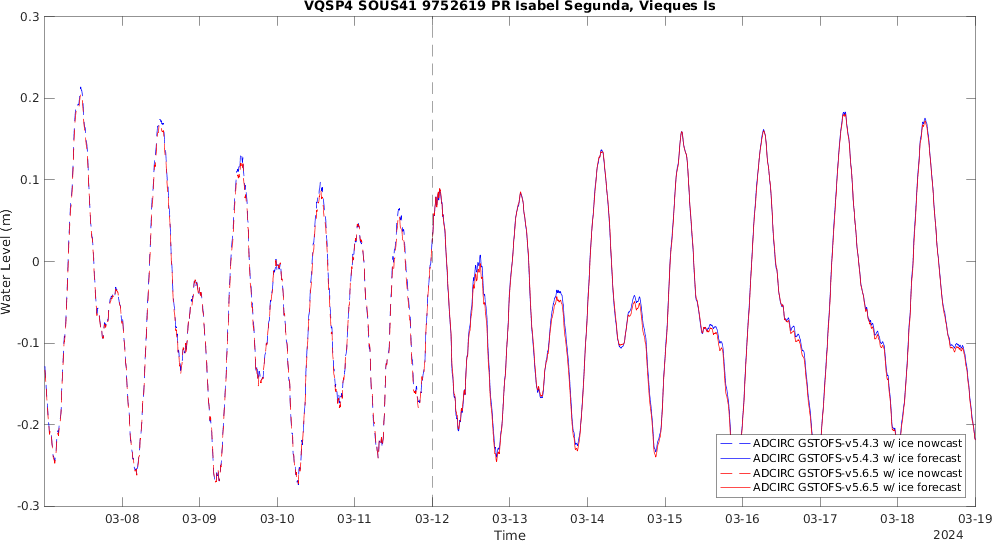 VQSP4 SOUS41 9752619 PR Isabel Segunda, Vieques Is
0.3
0.2
0.1
0
-0.1
-0.2
-0.3
Water Level (m)
ADCIRC GSTOFS-v5.4.3 w/ ice nowcast
ADCIRC GSTOFS-v5.4.3 w/ ice forecast
ADCIRC GSTOFS-v5.6.5 w/ ice nowcast
ADCIRC GSTOFS-v5.6.5 w/ ice forecast
03-08 03-09 03-10 03-11 03-12 03-13 03-14 03-15 03-16 03-17 03-18 03-19
Time
2024